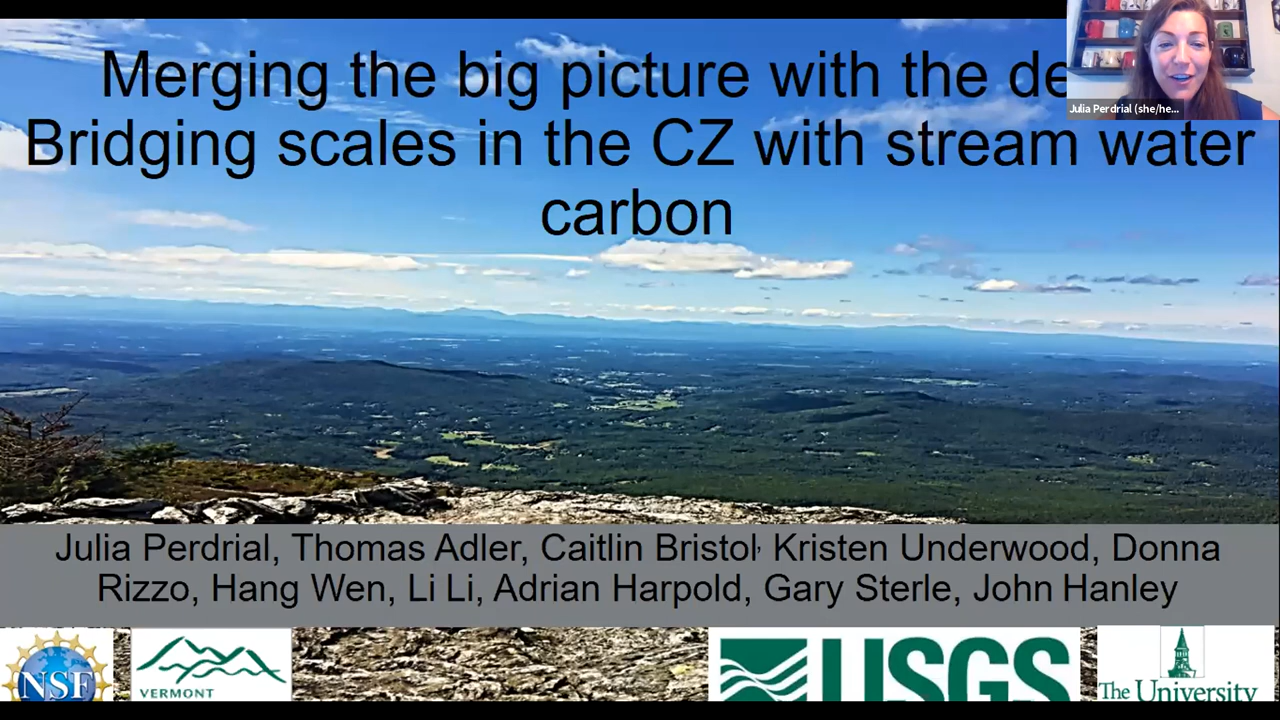 Merging the big picture with the de
Bridging scales in the CZ with stream water
carbon
Julia Perdrial (she/he...
Julia Perdrial, Thomas Adler, Caitlin Bristol, Kristen Underwood, Donna
Rizzo, Hang Wen, Li Li, Adrian Harpold, Gary Sterle, John Hanley
NSF
VERMONT
USGS
The University